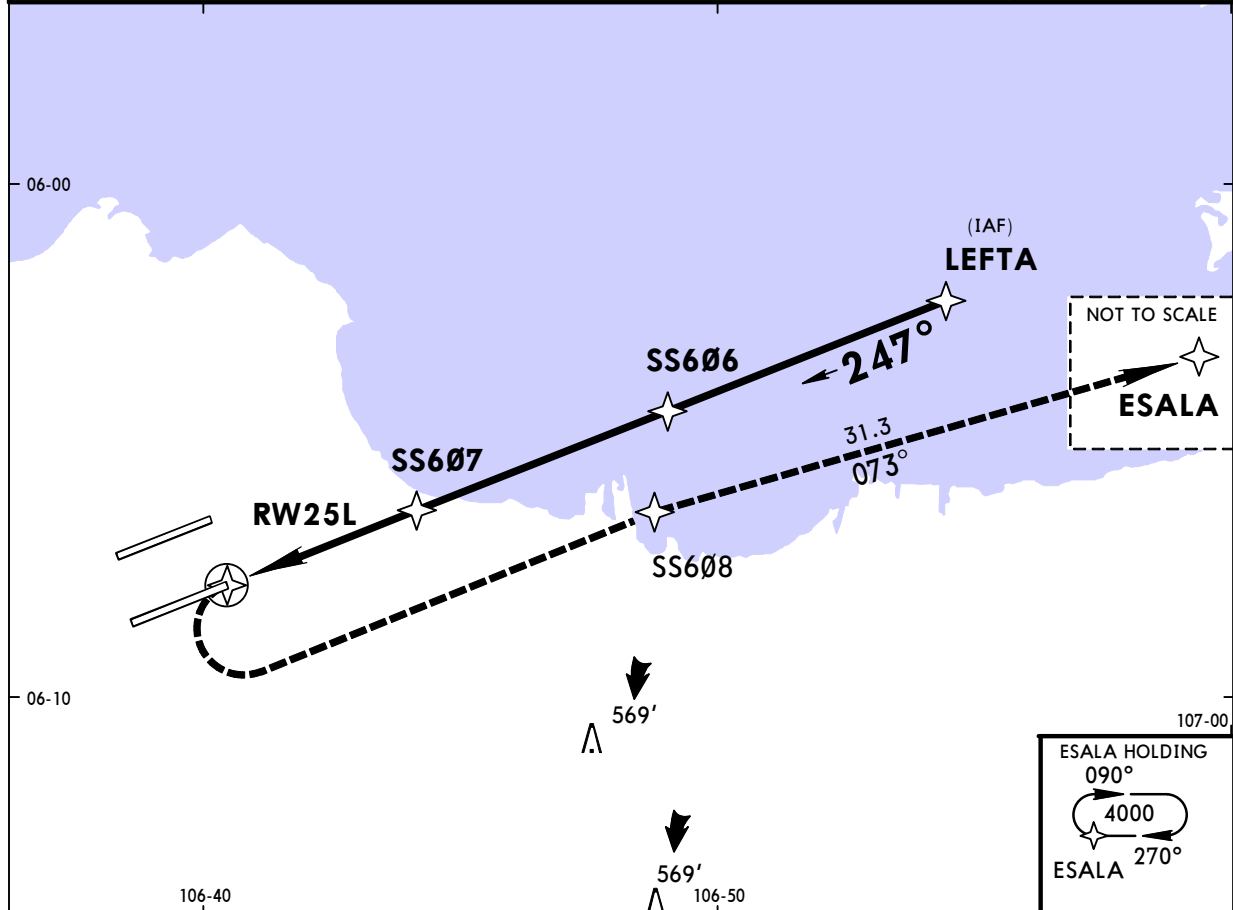 06-00
(IAF)
LEFTA
NOT TO SCALE
247°
SS6Ø6
ESALA
31.3
073°
SS6Ø7
RW25L
SS6Ø8
06-10
569'
107-00
ESALA HOLDING
090°
4000
270°
ESALA
569'
106-40
106-50